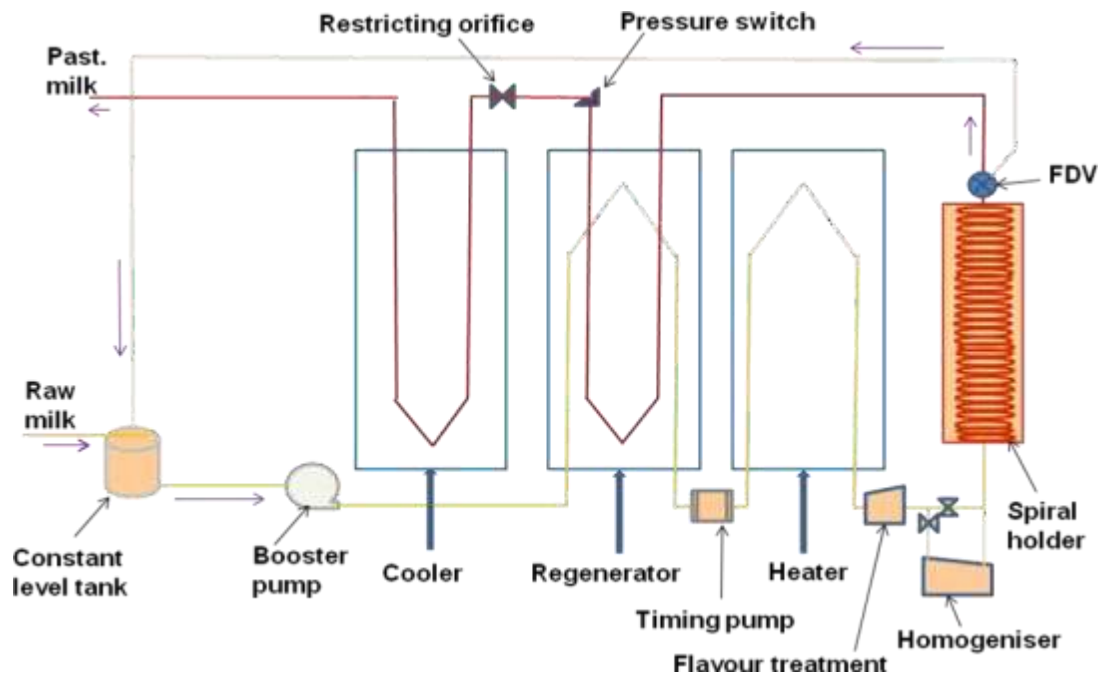 Restricting orifice
Pressure switch
Past.
milk
FDV
Raw
milk
Constant
level tank
Booster
pump
Cooler
Regenerator
Heater
Spiral
holder
Timing pump
Homogeniser
Flavour treatment